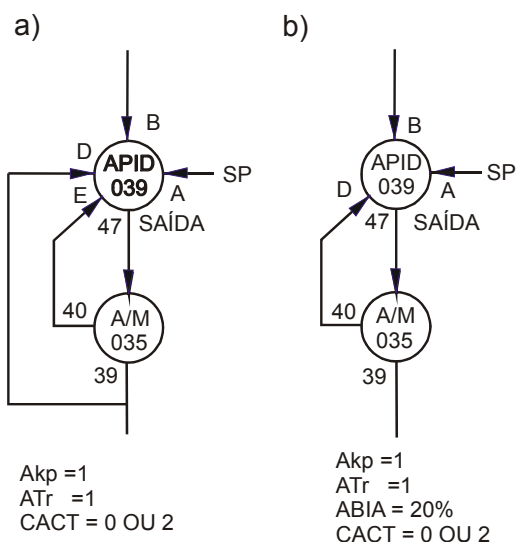 a)
B
D
APID
039
SP
E
A
47
SAÍDA
40
A/M
035
39
Akp =1
ATr =1
CACT = 0 OU 2
b)
B
APID
039
SP
D
A
47
SAÍDA
40
A/M
035
39
Akp =1
ATr =1
ABIA = 20%
CACT = 0 OU 2